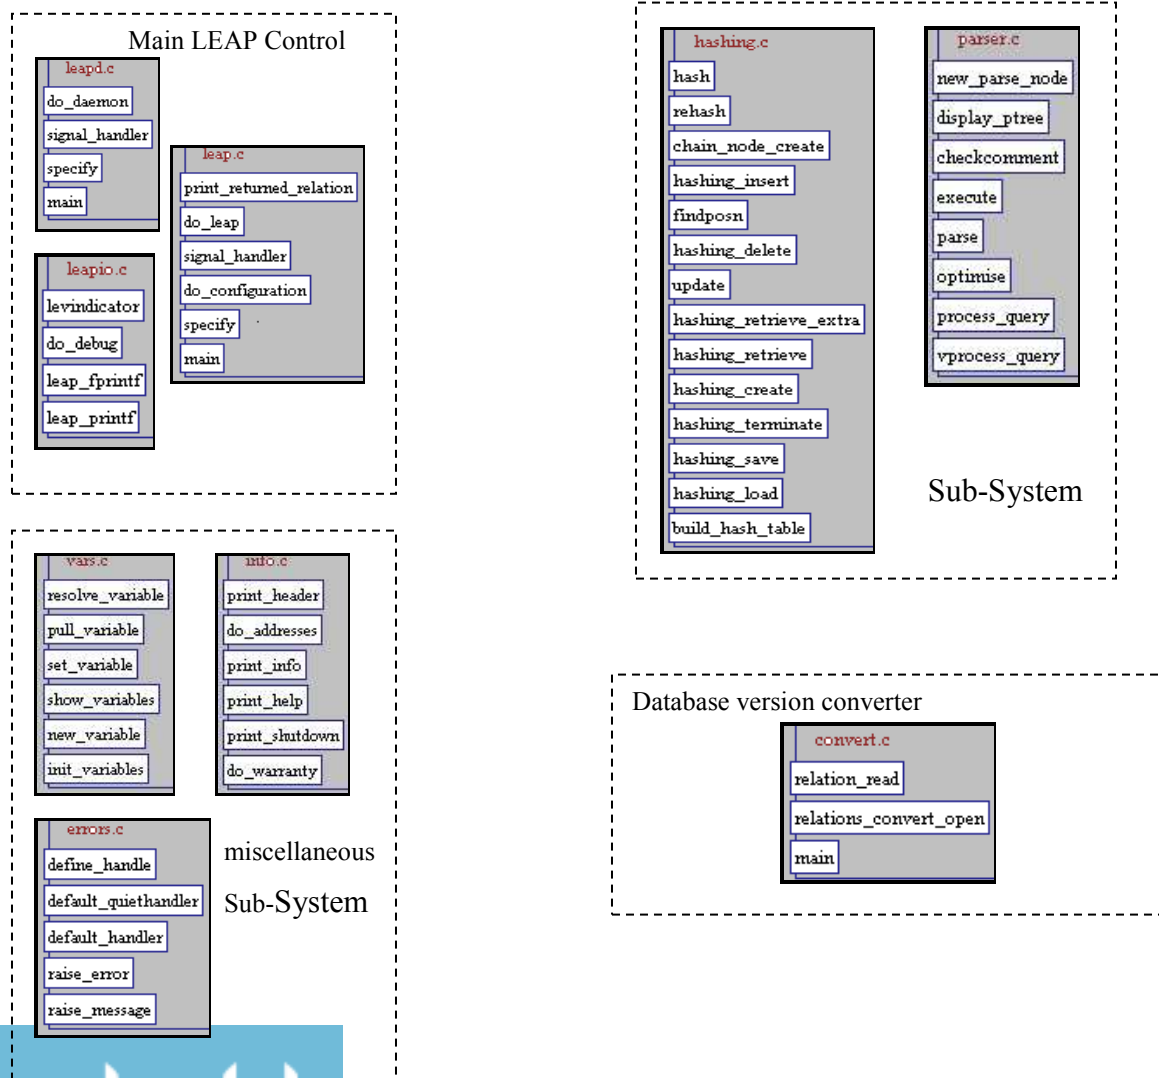 Main LEAP Control
leapd.c
do_daemon
signal_handler
specify
main
leap.c
print_returned_relation
do_leap
signal_handler
do_configuration
specify
main
leapio.c
levindicator
do_debug
leap_fprintf
leap_printf
hashing.c
hash
rehash
chain_node_create
hashing_insert
findposn
hashing_delete
update
hashing_retrieve_extra
hashing_retrieve
hashing_create
hashing_terminate
hashing_save
hashing_load
build_hash_table
parser.c
new_parse_node
display_ptree
checkcomment
execute
parse
optimise
process_query
vprocess_query
Sub-System
vars.c
resolve_variable
pull_variable
set_variable
show_variables
new_variable
init_variables
info.c
print_header
do_addresses
print_info
print_help
print_shutdown
do_warranty
errors.c
define_handle
default_quiethandler
default_handler
raise_error
raise_message
miscellaneous
Sub-System
Database version converter
convert.c
relation_read
relations_convert_open
main